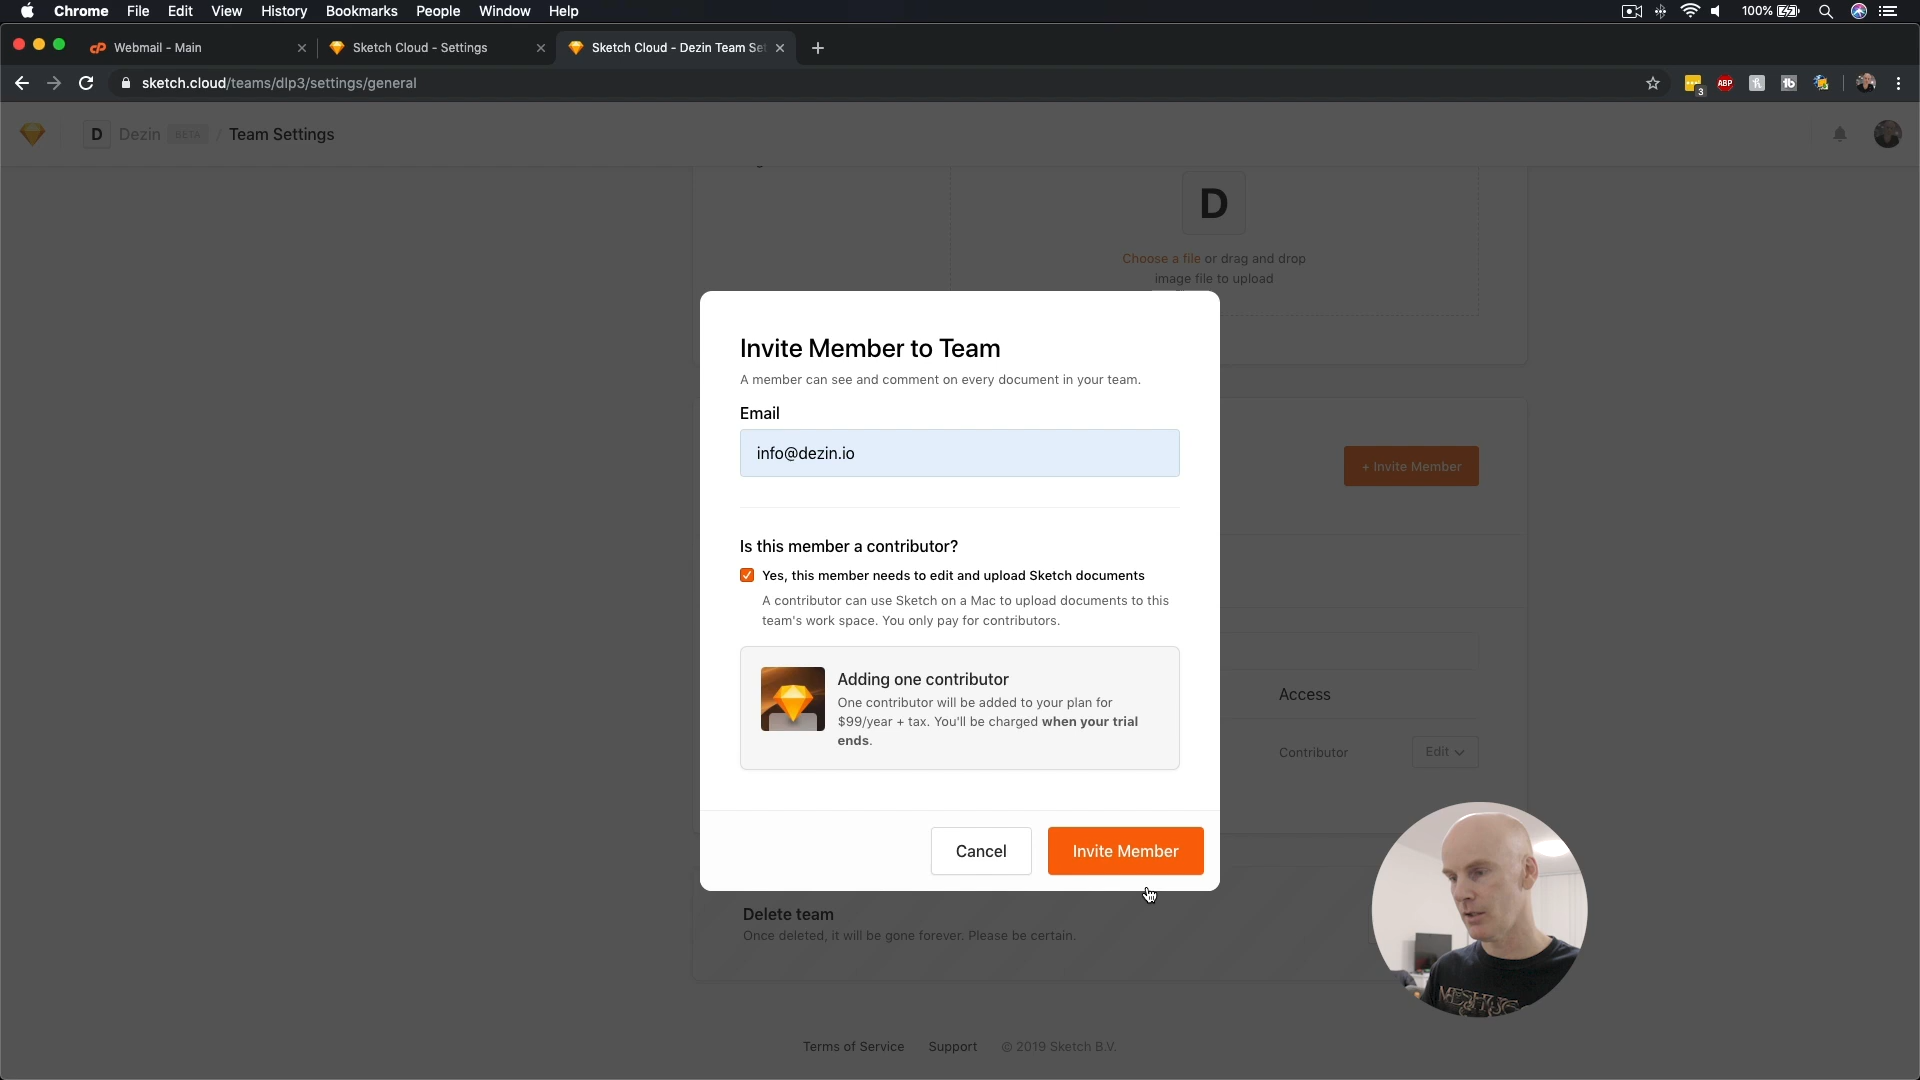 Chrome File Edit View History Bookmarks People Window Help
100%
Webmail - Main
Sketch Cloud - Settings
Sketch Cloud - Dezin Team Set
sketch.cloud/teams/dlp3/settings/general
3
ABP
tb
D Dezin BETA / Team Settings
D
Choose a file or drag and drop
image file to upload
Invite Member to Team
A member can see and comment on every document in your team.
Email
info@dezin.io
+ Invite Member
Is this member a contributor?
Yes, this member needs to edit and upload Sketch documents
A contributor can use Sketch on a Mac to upload documents to this
team's work space. You only pay for contributors.
Adding one contributor
One contributor will be added to your plan for
$99/year + tax. You'll be charged when your trial
ends.
Access
Contributor
Edit
Cancel
Invite Member
Delete team
Once deleted, it will be gone forever. Please be certain.
Terms of Service
Support
© 2019 Sketch B.V.